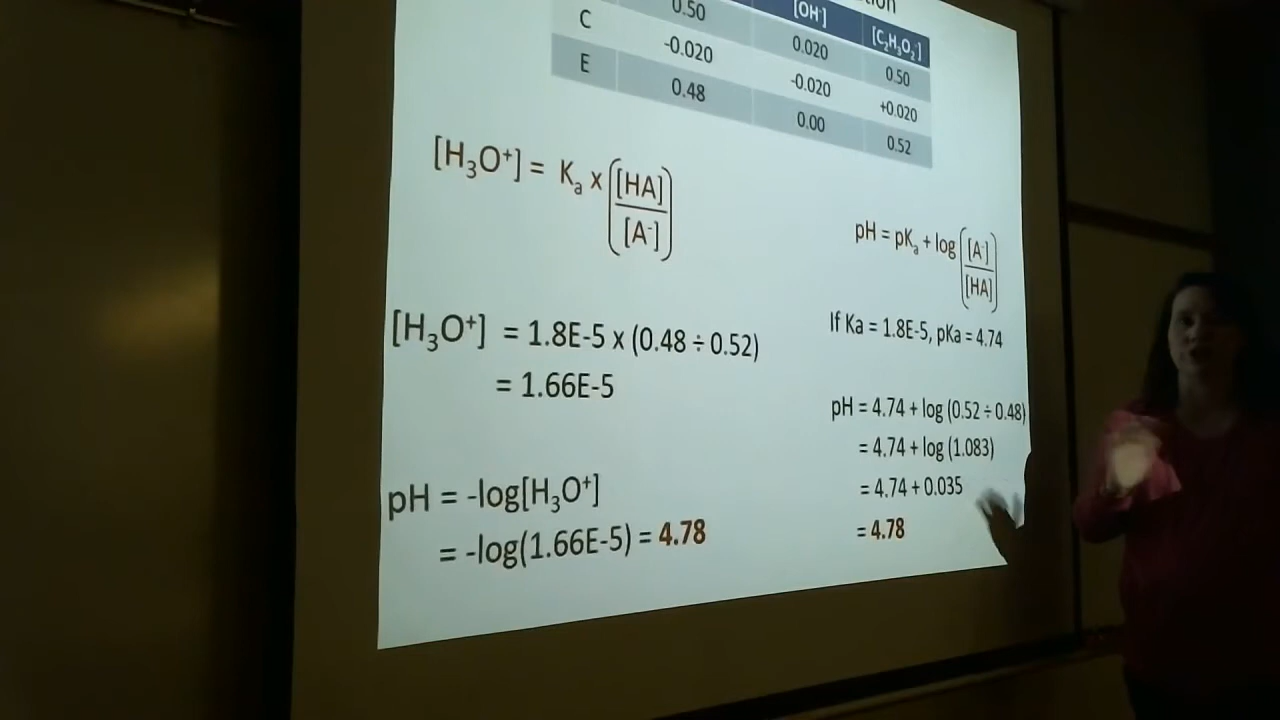 [OH⁻] [C₂H₃O₂⁻]
0.50 0.020 0.50
C -0.020 -0.020 +0.020
E 0.48 0.00 0.52
[H₃O⁺] = Kₐ x ([HA] / [A⁻])
pH = pKₐ + log ([A⁻] / [HA])
If Ka = 1.8E-5, pKa = 4.74
[H₃O⁺] = 1.8E-5 x (0.48 ÷ 0.52)
= 1.66E-5
pH = -log[H₃O⁺]
= -log(1.66E-5) = 4.78
pH = 4.74 + log (0.52 ÷ 0.48)
= 4.74 + log (1.083)
= 4.74 + 0.035
= 4.78